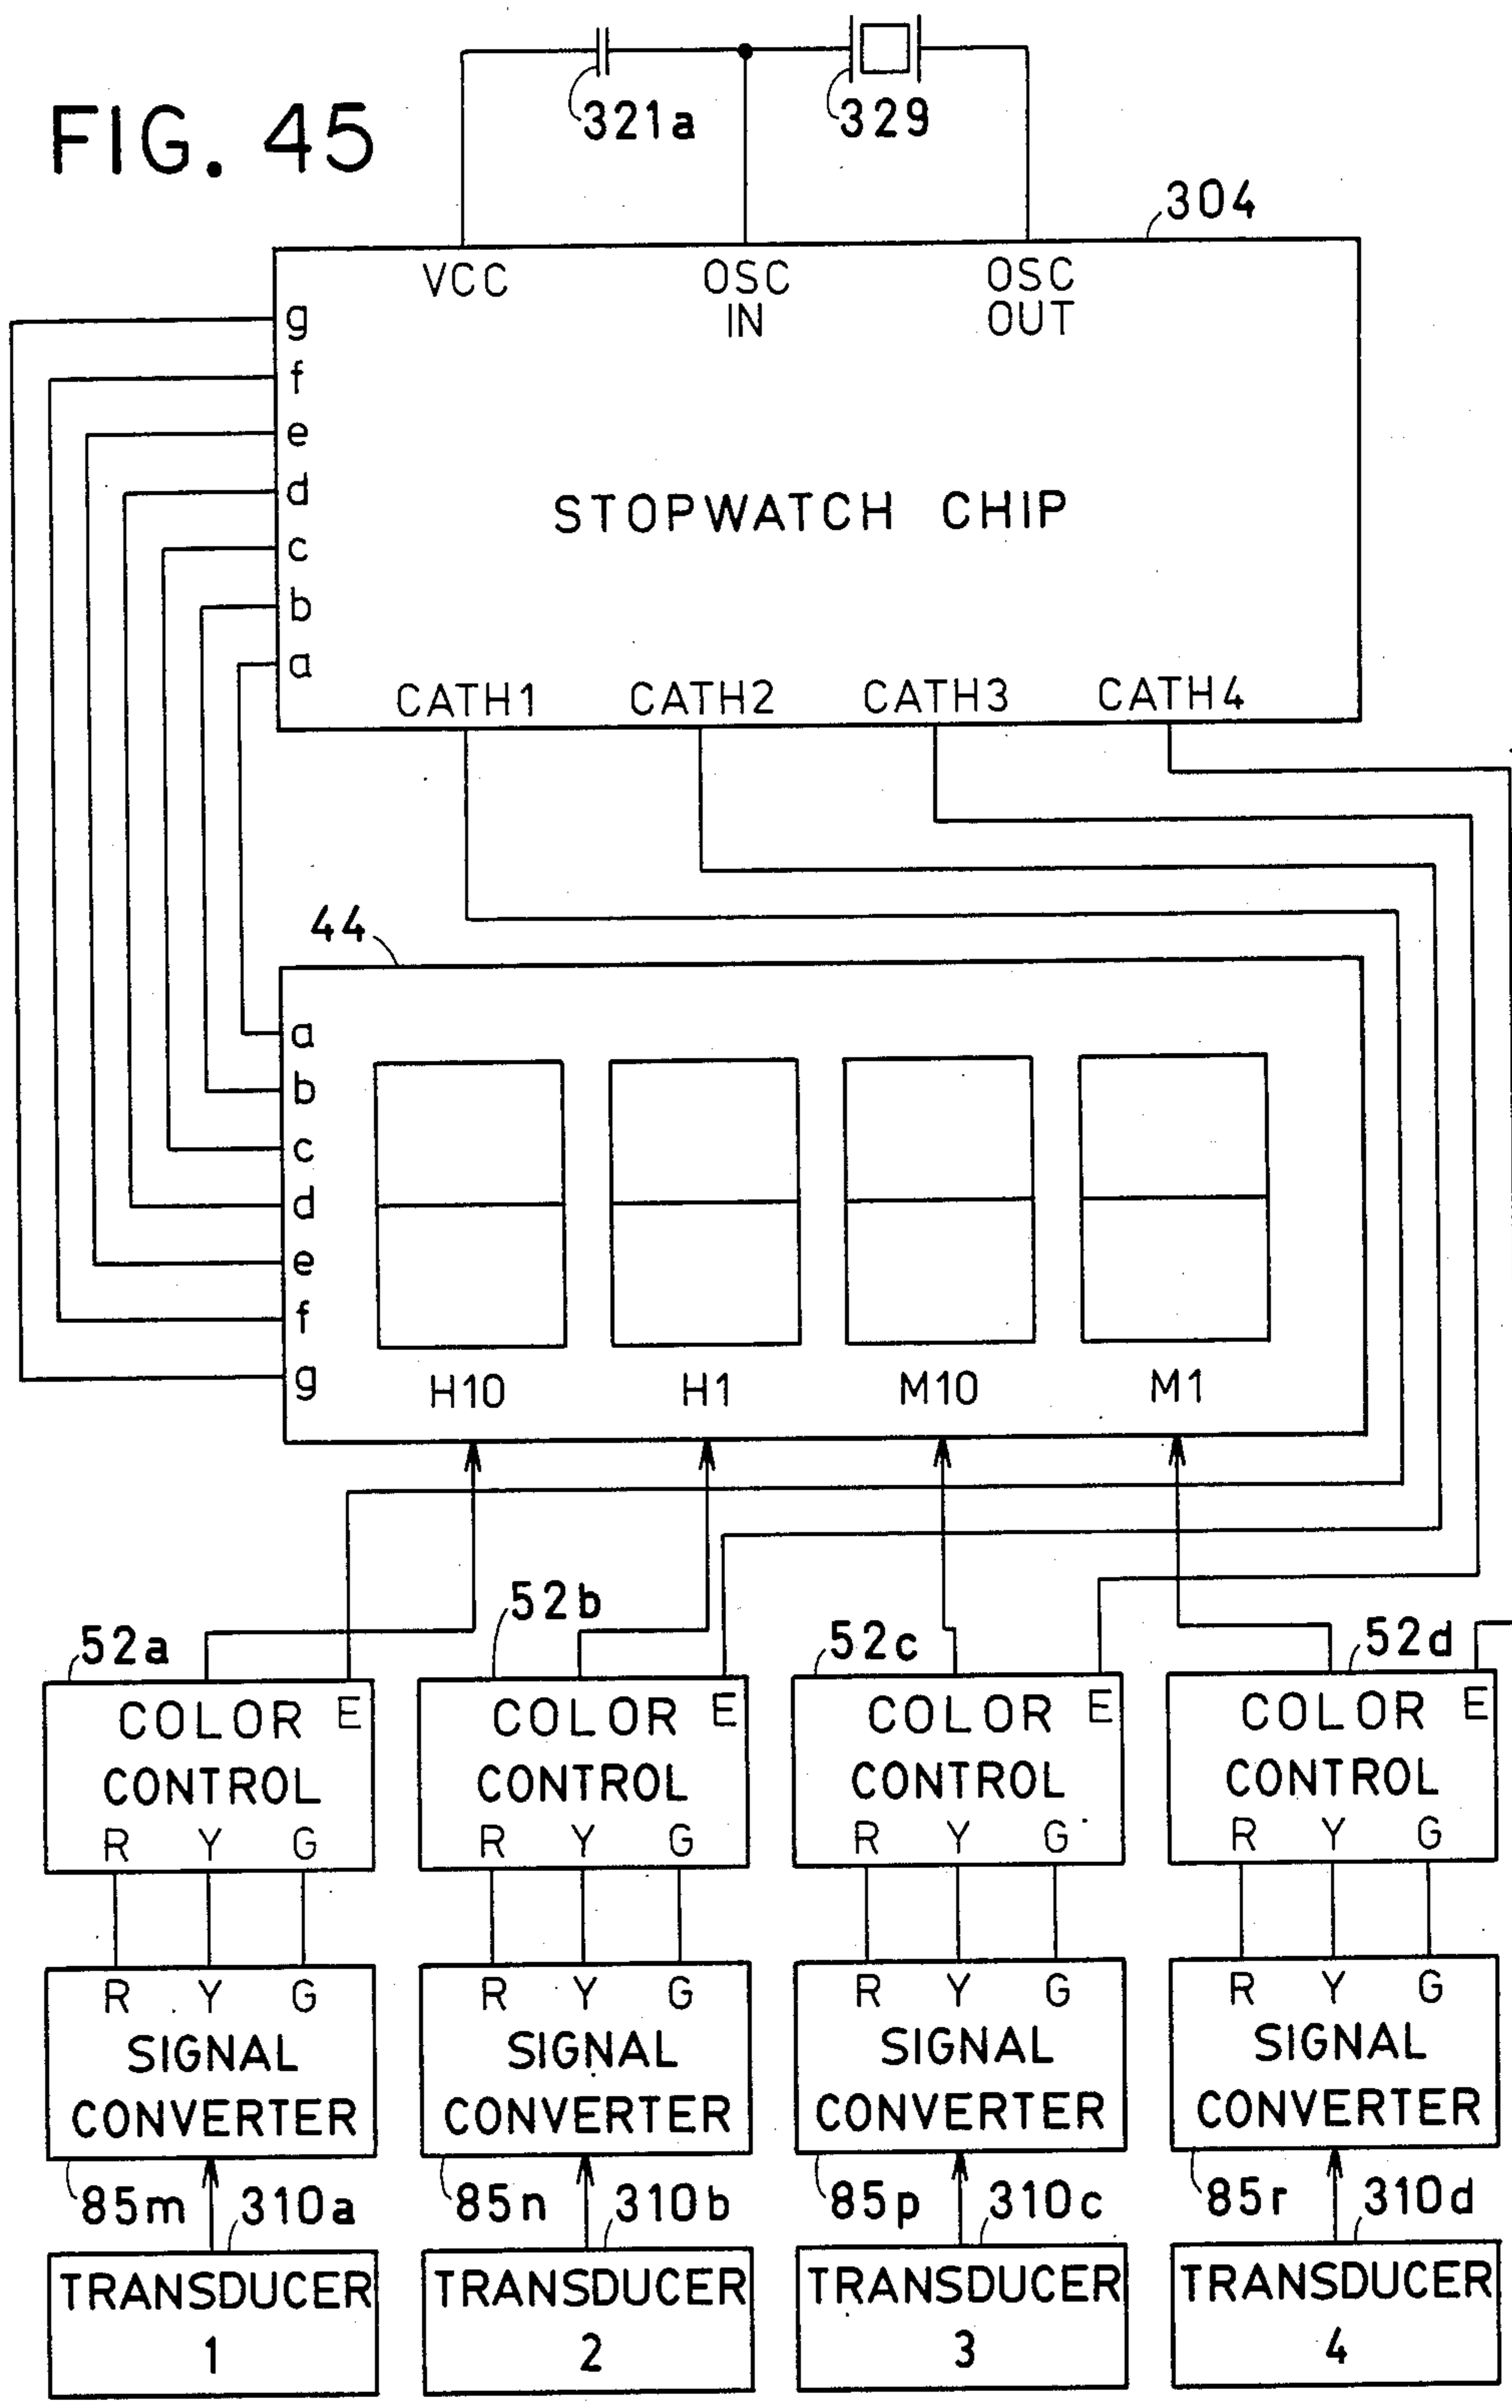 FIG. 45
321a
329
304
VCC
OSC
IN
OSC
OUT
g
f
e
d
c
b
a
STOPWATCH CHIP
CATH1 CATH2 CATH3 CATH4
44
a
b
c
d
e
f
g
H10 H1 M10 M1
52a
52b
52c
52d
COLOR E
CONTROL
R Y G
COLOR E
CONTROL
R Y G
COLOR E
CONTROL
R Y G
COLOR E
CONTROL
R Y G
R Y G
SIGNAL
CONVERTER
R Y G
SIGNAL
CONVERTER
R Y G
SIGNAL
CONVERTER
R Y G
SIGNAL
CONVERTER
85m 310a
85n 310b
85p 310c
85r 310d
TRANSDUCER
1
TRANSDUCER
2
TRANSDUCER
3
TRANSDUCER
4